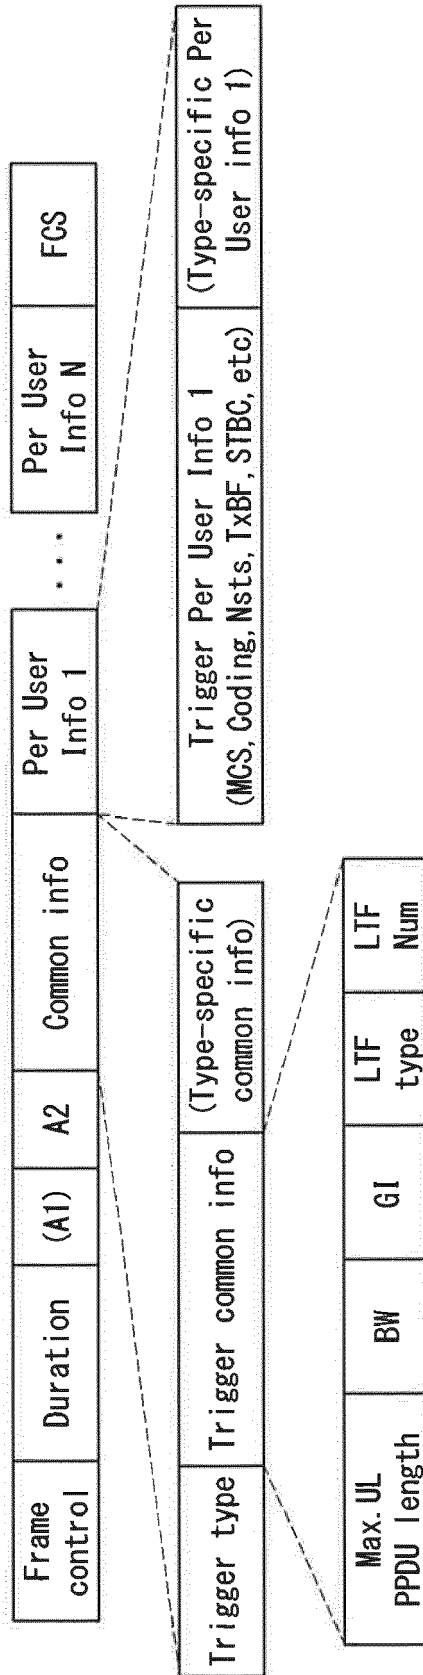 Frame
control
Duration
(A1)
A2
Common info
Per User
Info 1
...
Per User
Info N
FCS
Trigger type
Trigger common info
(Type-specific
common info)
Trigger Per User Info 1
(MCS, Coding, Nsts, TxBF, STBC, etc)
(Type-specific Per
User info 1)
Max. UL
PPDU length
BW
GI
LTF
type
LTF
Num